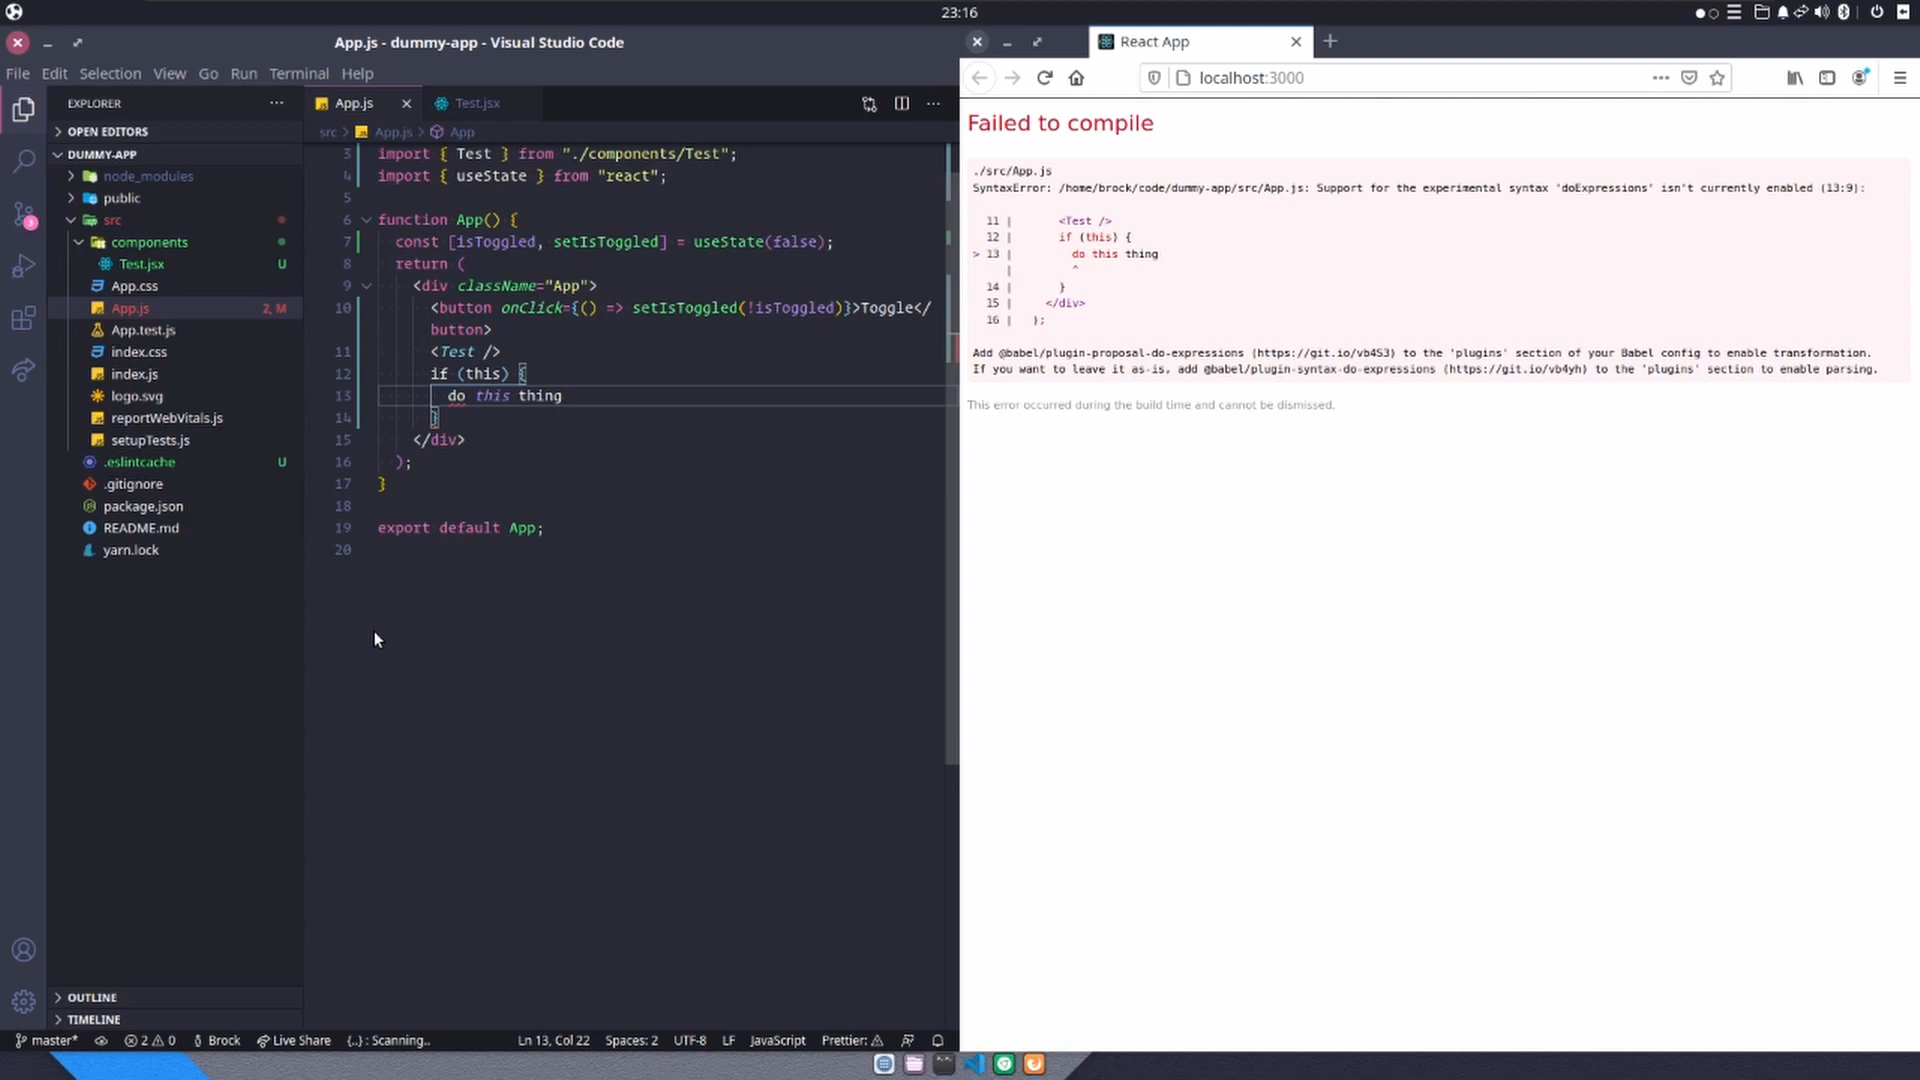 23:16
App.js - dummy-app - Visual Studio Code
File Edit Selection View Go Run Terminal Help
EXPLORER
OPEN EDITORS
DUMMY-APP
node_modules
public
src
components
Test.jsx U
App.css
App.js 2, M
App.test.js
index.css
index.js
logo.svg
reportWebVitals.js
setupTests.js
.eslintcache U
.gitignore
package.json
README.md
yarn.lock
OUTLINE
TIMELINE
3
App.js Test.jsx
src > App.js > App
3 import { Test } from "./components/Test";
4 import { useState } from "react";
5
6 function App() {
7 const [isToggled, setIsToggled] = useState(false);
8 return (
9 <div className="App">
10 <button onClick={() => setIsToggled(!isToggled)}>Toggle</
button>
11 <Test />
12 if (this) {
13 do this thing
14 }
15 </div>
16 );
17 }
18
19 export default App;
20
master* 2 0 Brock Live Share {..} : Scanning.. Ln 13, Col 22 Spaces: 2 UTF-8 LF JavaScript Prettier:
React App
localhost:3000
Failed to compile
./src/App.js
SyntaxError: /home/brock/code/dummy-app/src/App.js: Support for the experimental syntax 'doExpressions' isn't currently enabled (13:9):
11 | <Test />
12 | if (this) {
> 13 | do this thing
| ^
14 | }
15 | </div>
16 | );
Add @babel/plugin-proposal-do-expressions (https://git.io/vb4S3) to the 'plugins' section of your Babel config to enable transformation.
If you want to leave it as-is, add @babel/plugin-syntax-do-expressions (https://git.io/vb4yh) to the 'plugins' section to enable parsing.
This error occurred during the build time and cannot be dismissed.